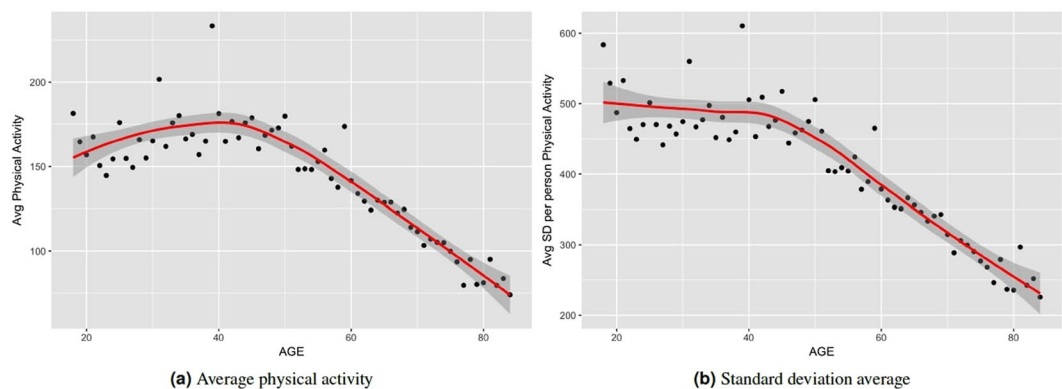 Avg Physical Activity
200
150
100
20
40
60
80
AGE
(a) Average physical activity
Avg SD per person Physical Activity
600
500
400
300
200
20
40
60
80
AGE
(b) Standard deviation average